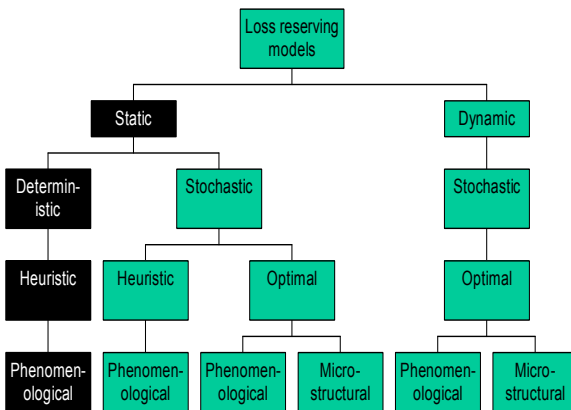 Loss reserving
models
Static
Dynamic
Determin-
istic
Stochastic
Stochastic
Heuristic
Heuristic
Optimal
Optimal
Phenomen-
ological
Phenomen-
ological
Phenomen-
ological
Micro-
structural
Phenomen-
ological
Micro-
structural